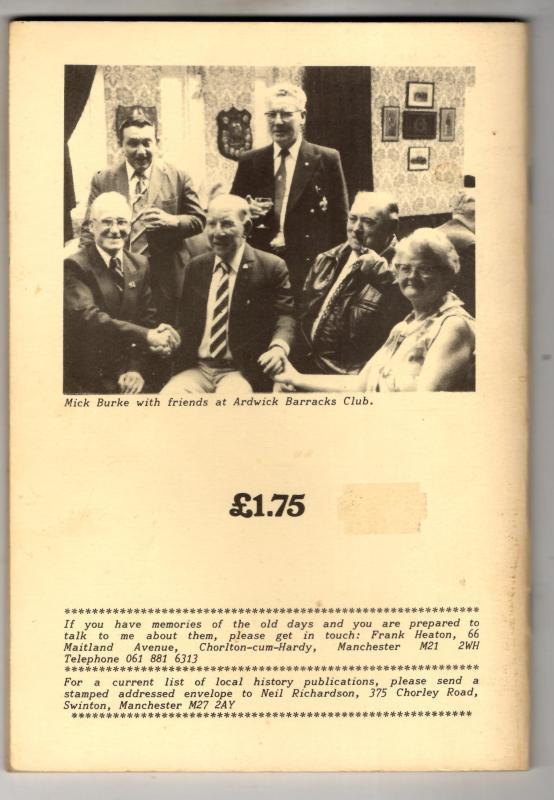 Mick Burke with friends at Ardwick Barracks Club.
£1.75
************************************************************************
If you have memories of the old days and you are prepared to
talk to me about them, please get in touch: Frank Heaton, 66
Maitland Avenue, Chorlton-cum-Hardy, Manchester M21 2WH
Telephone 061 881 6313
************************************************************************
For a current list of local history publications, please send a
stamped addressed envelope to Neil Richardson, 375 Chorley Road,
Swinton, Manchester M27 2AY
**********************************************************************